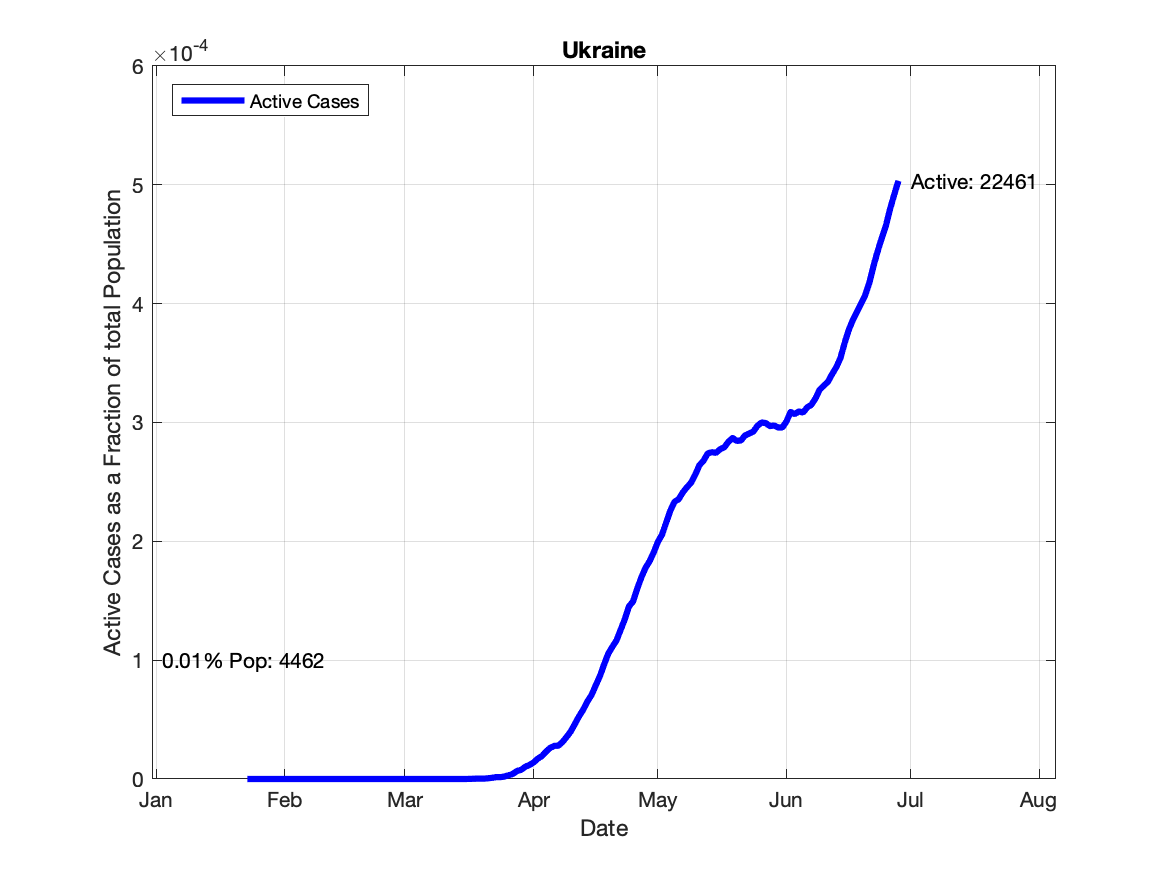 Ukraine
×10-4
6
Active Cases
5
Active: 22461
4
3
2
1
0.01% Pop: 4462
0
Active Cases as a Fraction of total Population
Jan Feb Mar Apr May Jun Jul Aug
Date